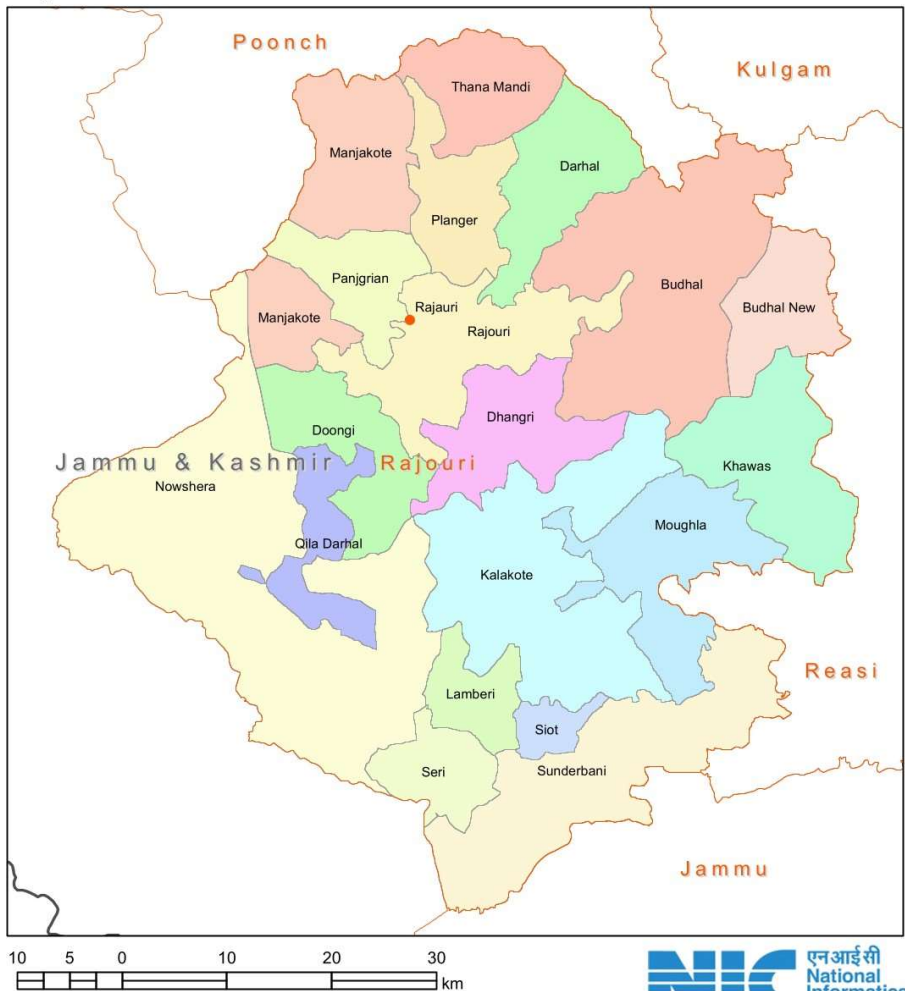 Poonch
Kulgam
Thana Mandi
Manjakote
Darhal
Planger
Panjgrian
Budhal
Rajauri
Budhal New
Manjakote
Rajouri
Dhangri
Doongi
Jammu & Kashmir
Rajouri
Khawas
Nowshera
Moughla
Qila Darhal
Kalakote
Reasi
Lamberi
Siot
Seri
Sunderbani
Jammu
10 5 0 10 20 30
km
NIC
एनआईसी
National
Informatics